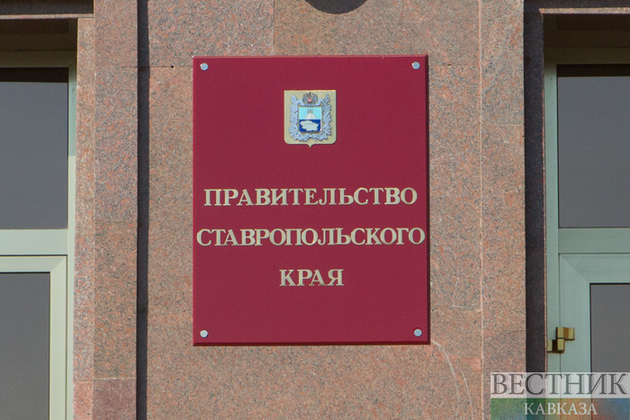 ПРАВИТЕЛЬСТВО
СТАВРОПОЛЬСКОГО
КРАЯ
ВЕСТНИК
КАВКАЗА